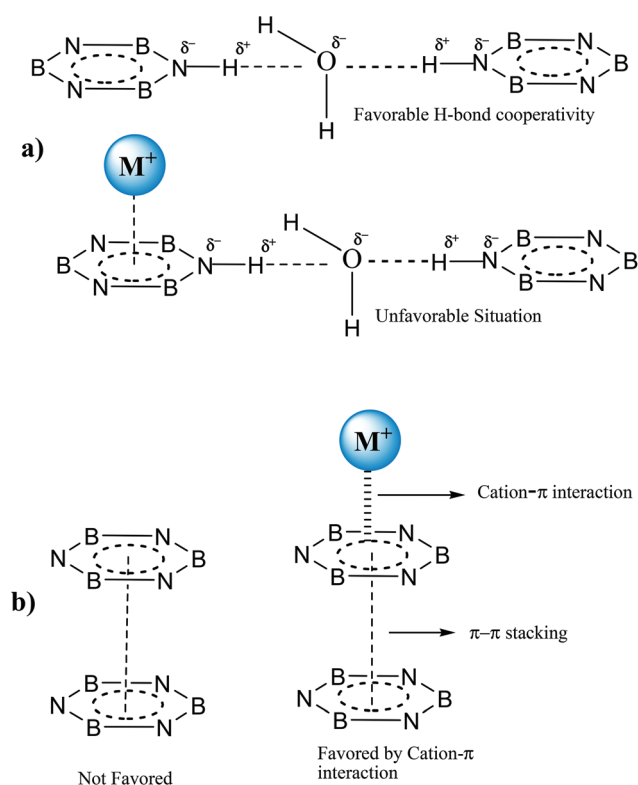 H
N B δ− δ+ δ− δ+ δ− B N
B N H O H N B
N B H B N
Favorable H-bond cooperativity
a)
M+
H
N B δ− δ+ δ− δ+ δ− B N
B N H O H N B
N B H B N
Unfavorable Situation
M+
Cation-π interaction
B N B N
N B N B
B N B N
b)
π–π stacking
B N B N
N B N B
B N B N
Not Favored
Favored by Cation-π
interaction